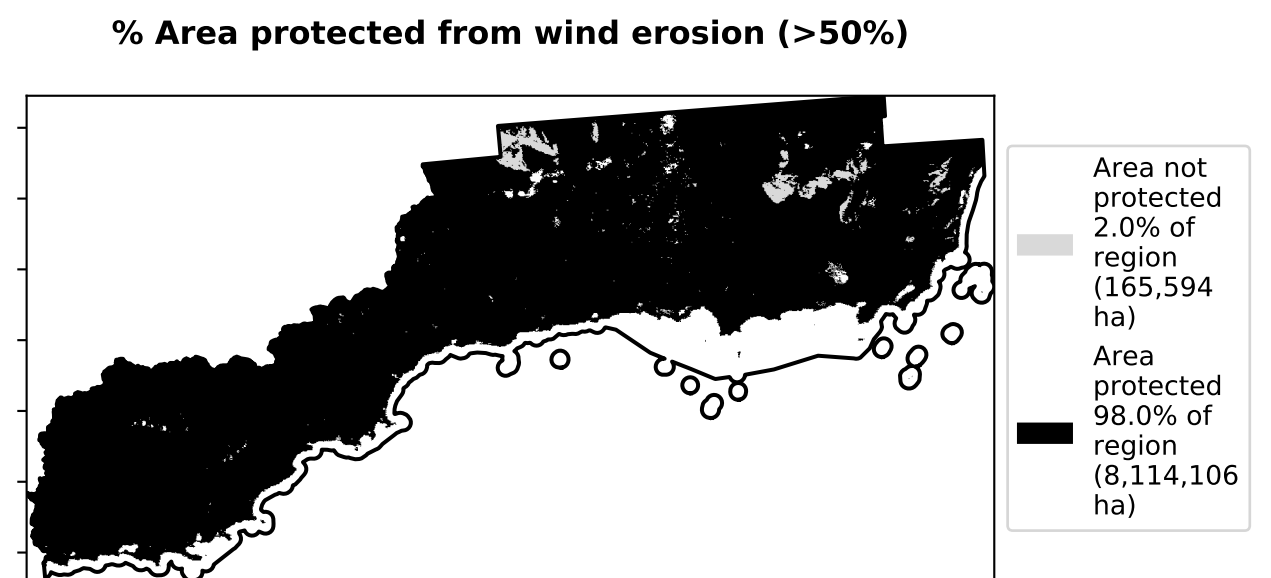 % Area protected from wind erosion (>50%)
Area not
protected
2.0% of
region
(165,594
ha)
Area
protected
98.0% of
region
(8,114,106
ha)